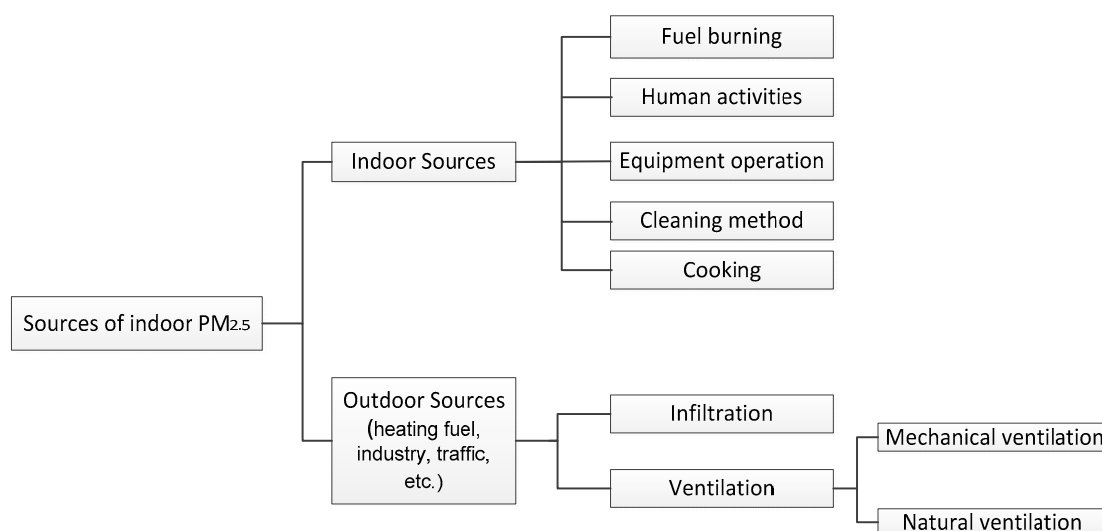 Fuel burning
Human activities
Indoor Sources
Equipment operation
Cleaning method
Cooking
Sources of indoor PM2.5
Outdoor Sources
(heating fuel,
industry, traffic,
etc.)
Infiltration
Mechanical ventilation
Ventilation
Natural ventilation